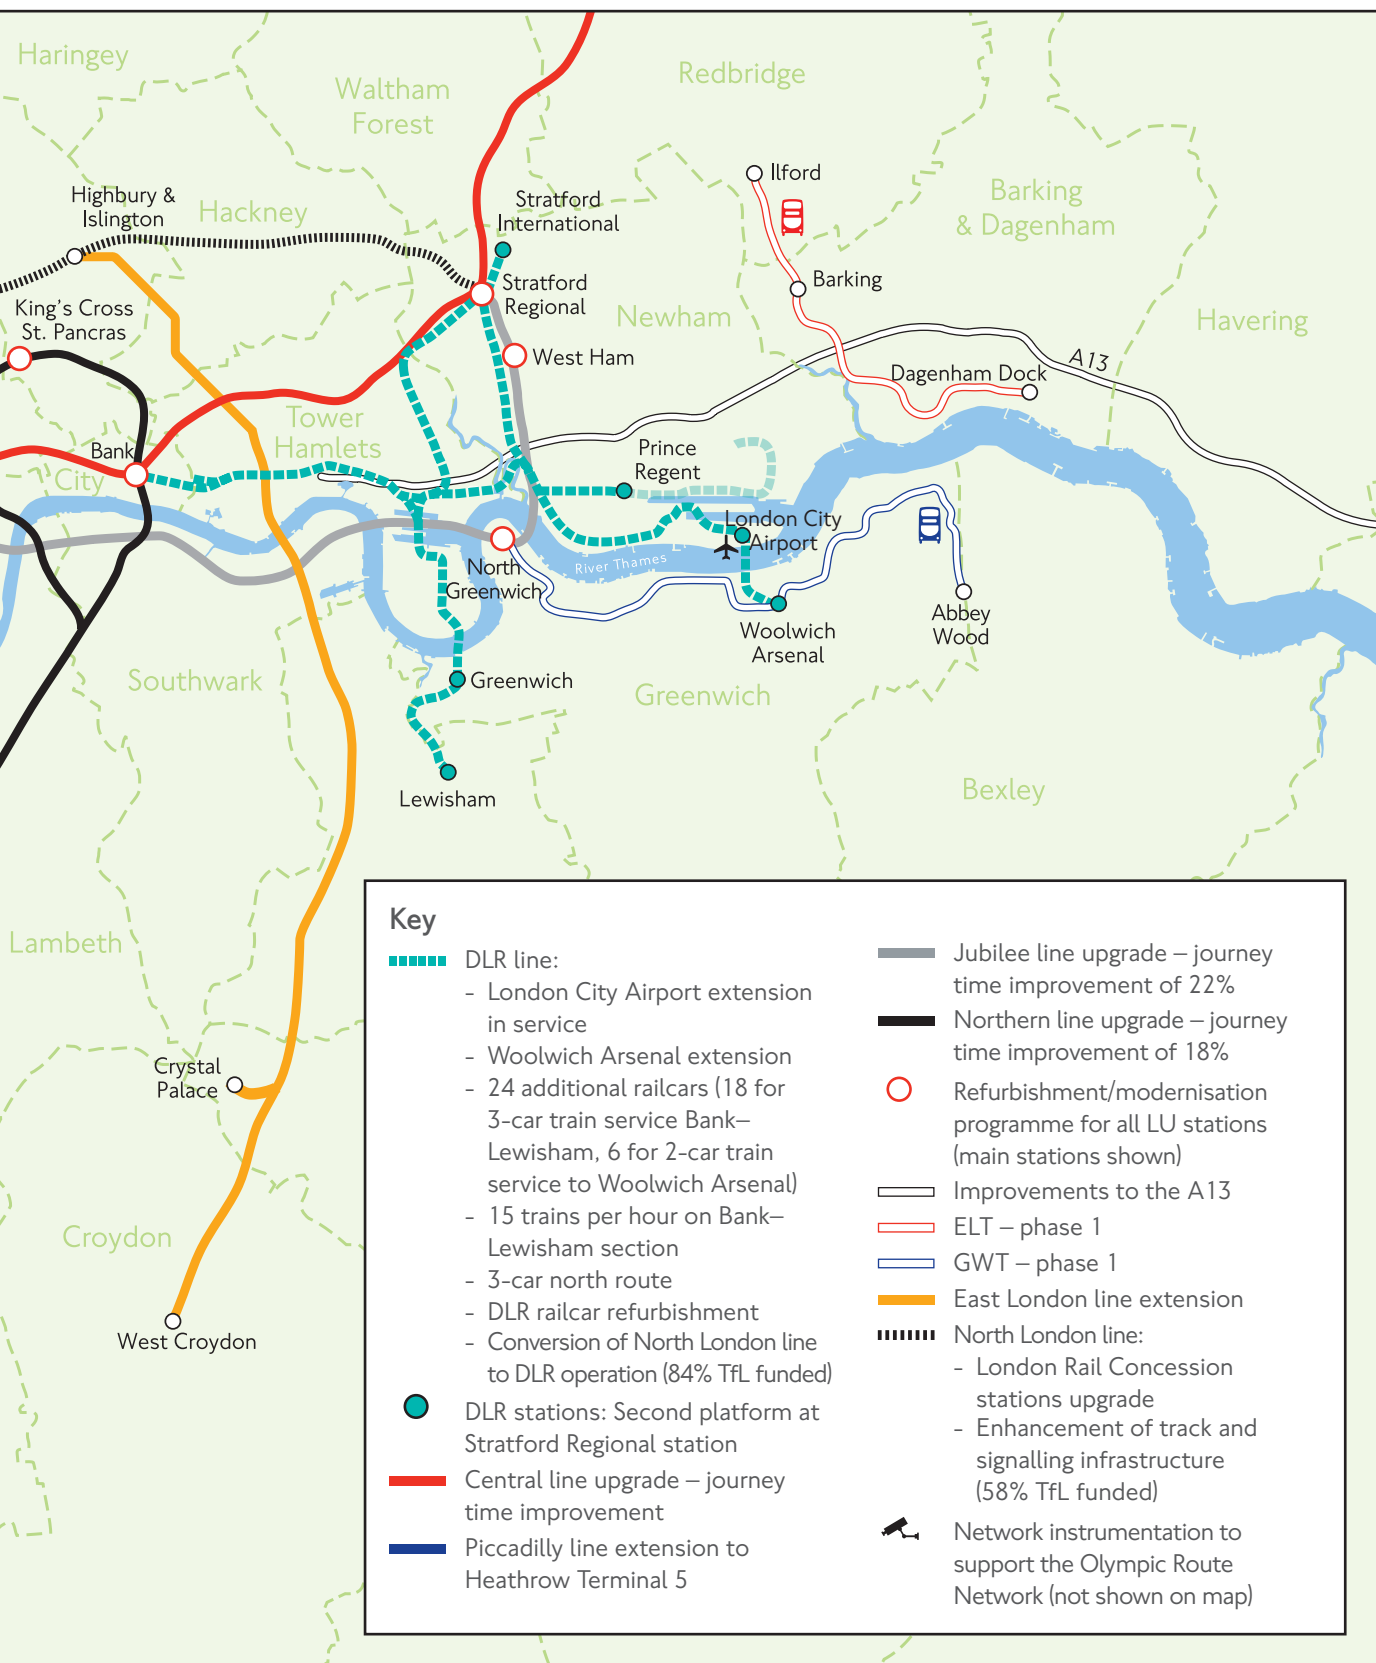 Haringey
Waltham
Forest
Redbridge
Ilford
Highbury &
Islington
Hackney
Stratford
International
Barking
& Dagenham
Stratford
Regional
Barking
King's Cross
St. Pancras
Newham
Havering
West Ham
A13
Dagenham Dock
Tower
Hamlets
Bank
City
Prince
Regent
London City
Airport
River Thames
North
Greenwich
Abbey
Wood
Woolwich
Arsenal
Southwark
Greenwich
Greenwich
Lewisham
Bexley
Lambeth
Crystal
Palace
Croydon
West Croydon
Key
DLR line:
- London City Airport extension
in service
- Woolwich Arsenal extension
- 24 additional railcars (18 for
3-car train service Bank–
Lewisham, 6 for 2-car train
service to Woolwich Arsenal)
- 15 trains per hour on Bank–
Lewisham section
- 3-car north route
- DLR railcar refurbishment
- Conversion of North London line
to DLR operation (84% TfL funded)
DLR stations: Second platform at
Stratford Regional station
Central line upgrade – journey
time improvement
Piccadilly line extension to
Heathrow Terminal 5
Jubilee line upgrade – journey
time improvement of 22%
Northern line upgrade – journey
time improvement of 18%
Refurbishment/modernisation
programme for all LU stations
(main stations shown)
Improvements to the A13
ELT – phase 1
GWT – phase 1
East London line extension
North London line:
- London Rail Concession
stations upgrade
- Enhancement of track and
signalling infrastructure
(58% TfL funded)
Network instrumentation to
support the Olympic Route
Network (not shown on map)